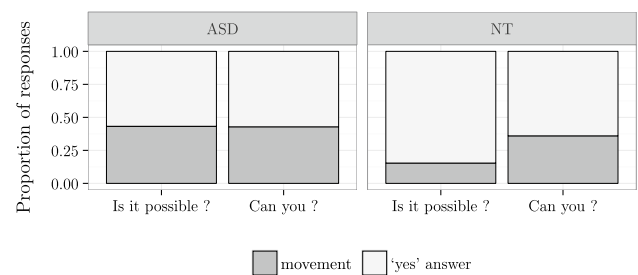 ASD NT
Proportion of responses
1.00
0.75
0.50
0.25
0.00
Is it possible ? Can you ? Is it possible ? Can you ?
movement ‘yes’ answer